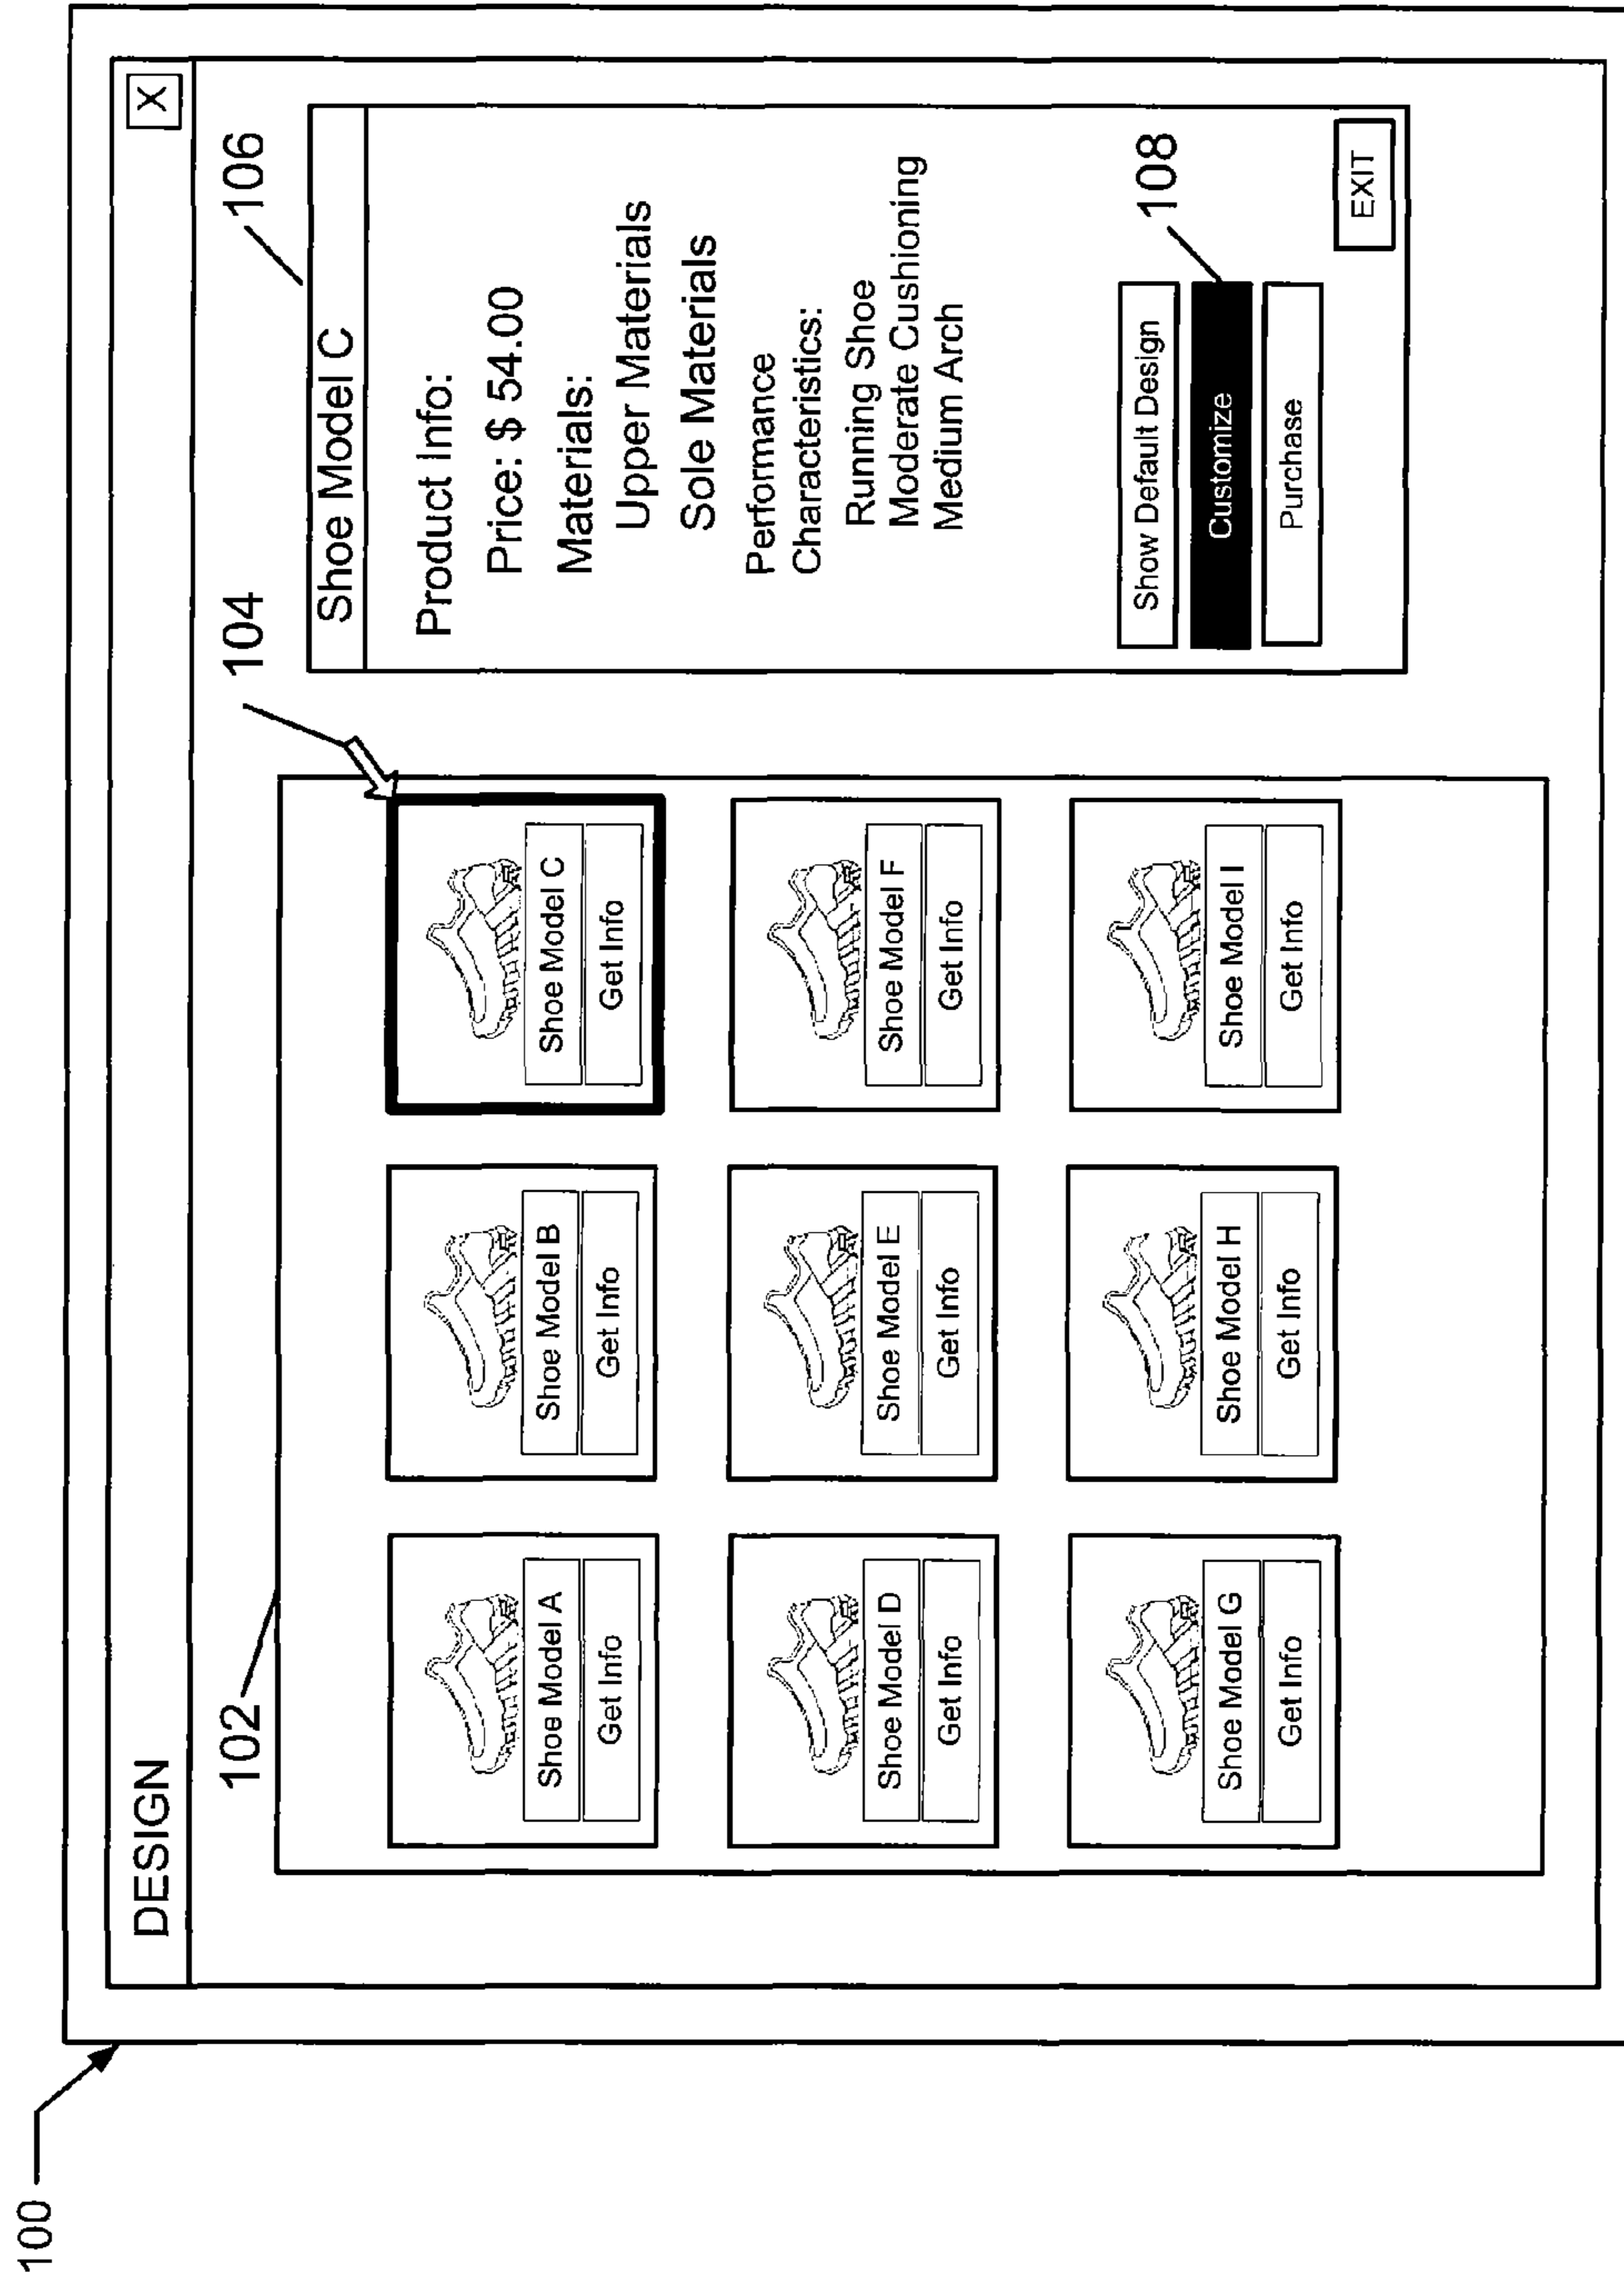 100
DESIGN
X
102
104
106
Shoe Model A
Get Info
Shoe Model B
Get Info
Shoe Model C
Get Info
Shoe Model D
Get Info
Shoe Model E
Get Info
Shoe Model F
Get Info
Shoe Model G
Get Info
Shoe Model H
Get Info
Shoe Model I
Get Info
Shoe Model C
Product Info:
Price: $ 54.00
Materials:
Upper Materials
Sole Materials
Performance
Characteristics:
Running Shoe
Moderate Cushioning
Medium Arch
108
Show Default Design
Customize
Purchase
EXIT